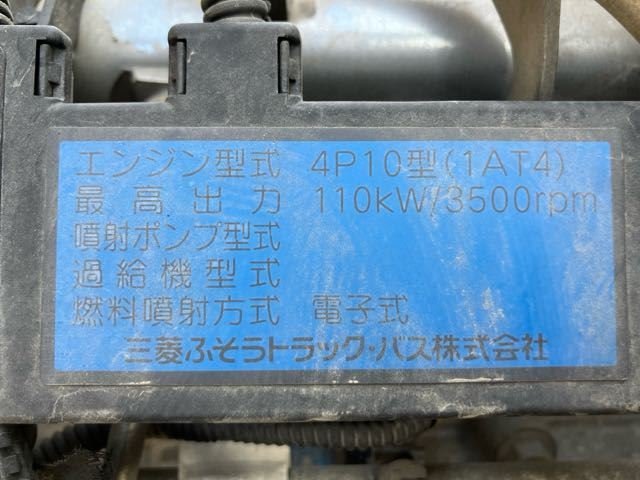 エンジン型式 4P10型(1AT4)
最高出力 110kW/3500rpm
噴射ポンプ型式
過給機型式
燃料噴射方式 電子式
三菱ふそうトラック・バス株式会社